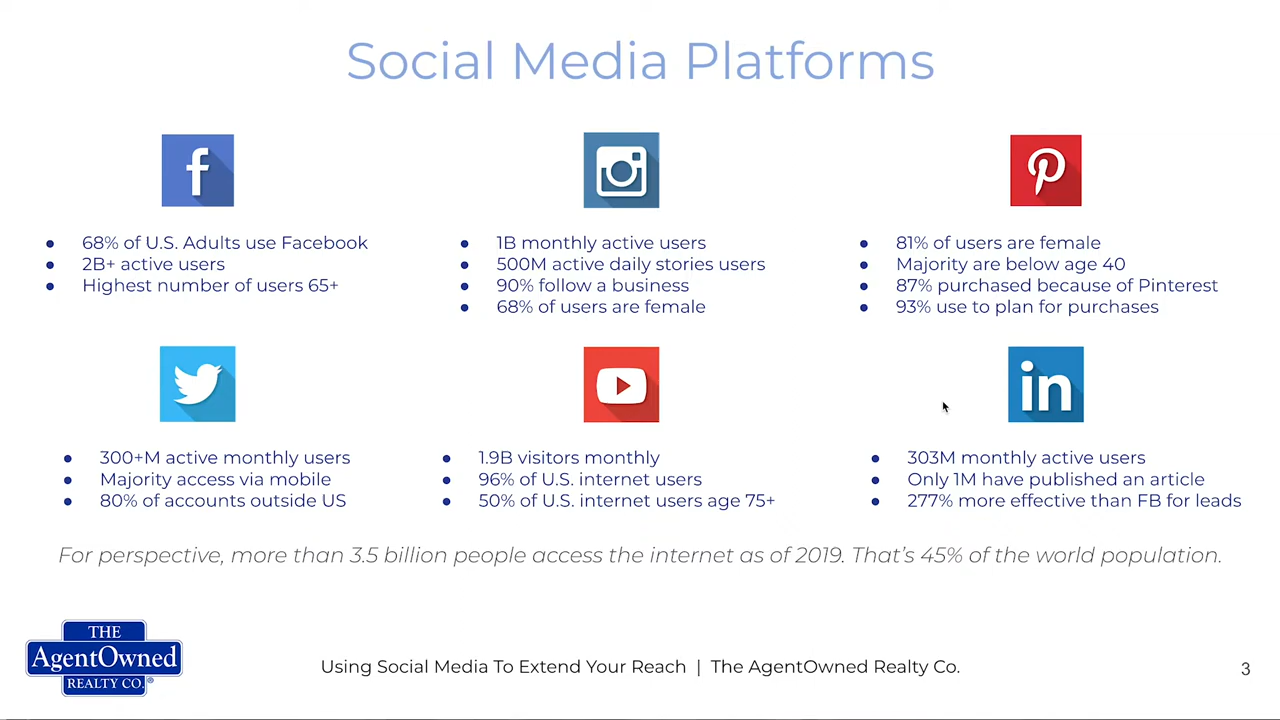 Social Media Platforms
68% of U.S. Adults use Facebook
2B+ active users
Highest number of users 65+
1B monthly active users
500M active daily stories users
90% follow a business
68% of users are female
81% of users are female
Majority are below age 40
87% purchased because of Pinterest
93% use to plan for purchases
300+M active monthly users
Majority access via mobile
80% of accounts outside US
1.9B visitors monthly
96% of U.S. internet users
50% of U.S. internet users age 75+
in
303M monthly active users
Only 1M have published an article
277% more effective than FB for leads
For perspective, more than 3.5 billion people access the internet as of 2019. That's 45% of the world population.
THE
AgentOwned
REALTY CO.®
Using Social Media To Extend Your Reach | The AgentOwned Realty Co.
3